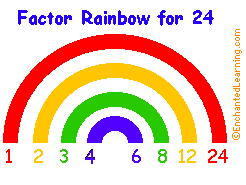 Factor Rainbow for 24
1 2 3 4 6 8 12 24
©EnchantedLearning.com